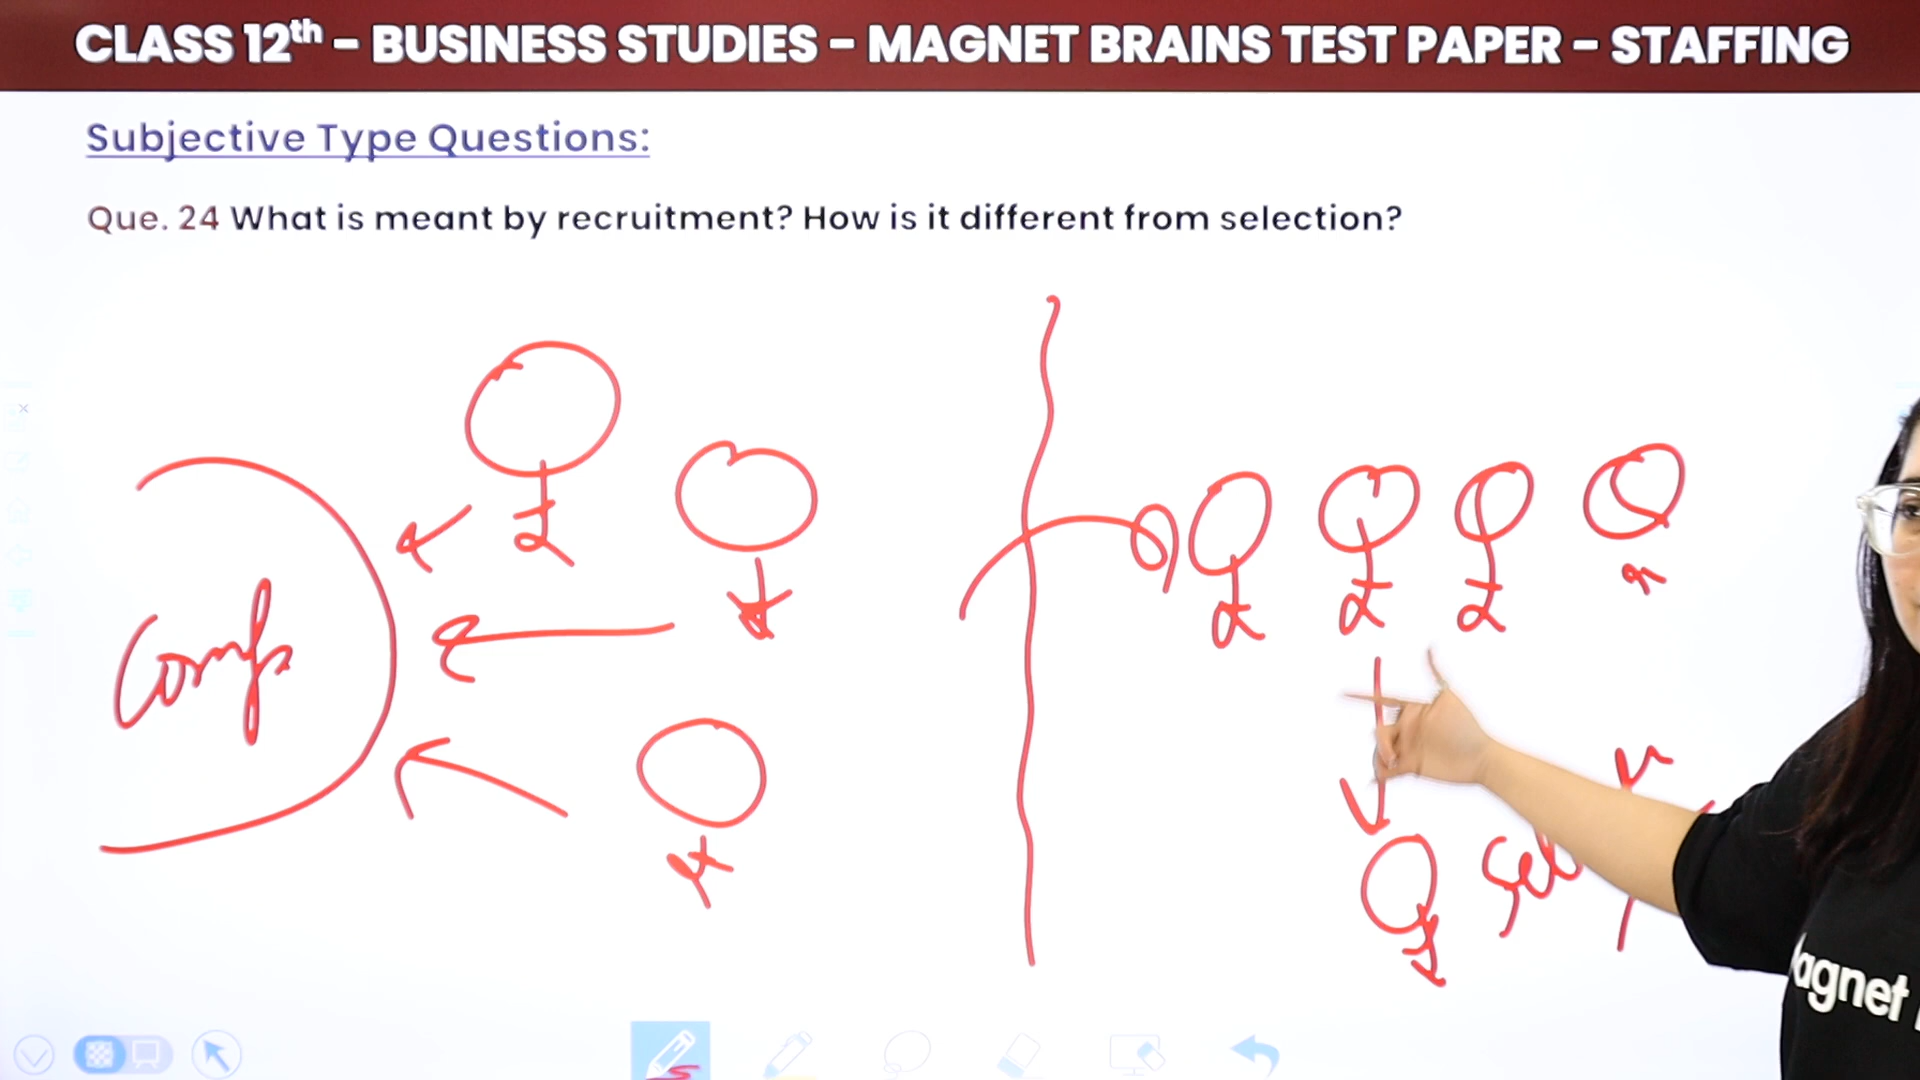 CLASS 12th - BUSINESS STUDIES - MAGNET BRAINS TEST PAPER - STAFFING
Subjective Type Questions:
Que. 24 What is meant by recruitment? How is it different from selection?
Comp
Sel
agnet